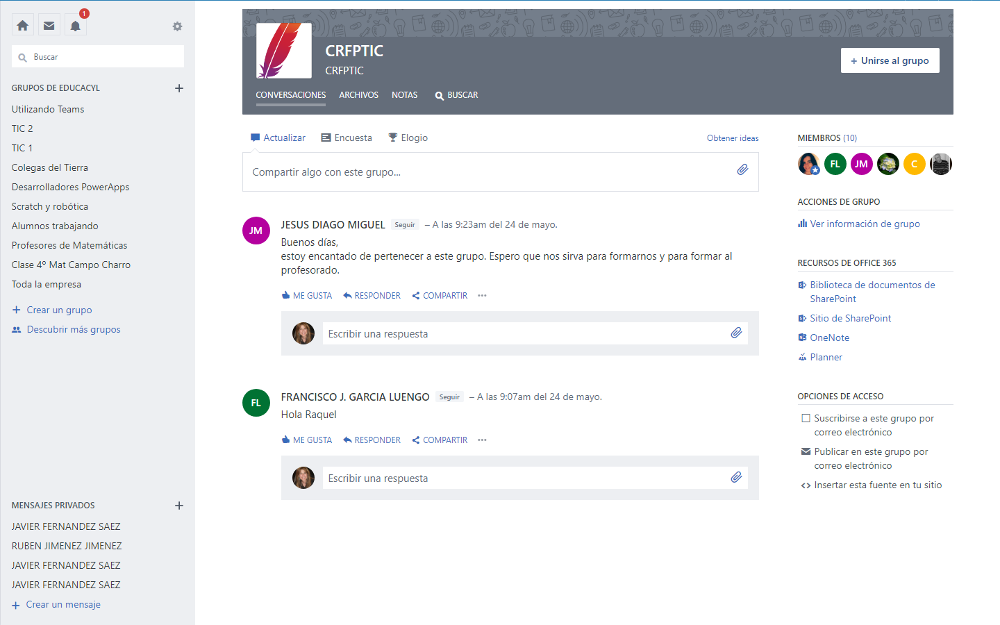 1
Buscar
GRUPOS DE EDUCACYL
Utilizando Teams
TIC 2
TIC 1
Colegas del Tierra
Desarrolladores PowerApps
Scratch y robótica
Alumnos trabajando
Profesores de Matemáticas
Clase 4º Mat Campo Charro
Toda la empresa
Crear un grupo
Descubrir más grupos
MENSAJES PRIVADOS
JAVIER FERNANDEZ SAEZ
RUBEN JIMENEZ JIMENEZ
JAVIER FERNANDEZ SAEZ
JAVIER FERNANDEZ SAEZ
Crear un mensaje
CRFPTIC
CRFPTIC
+ Unirse al grupo
CONVERSACIONES ARCHIVOS NOTAS BUSCAR
Actualizar Encuesta Elogio Obtener ideas
Compartir algo con este grupo...
JM
JESUS DIAGO MIGUEL Seguir – A las 9:23am del 24 de mayo.
Buenos días,
estoy encantado de pertenecer a este grupo. Espero que nos sirva para formarnos y para formar al
profesorado.
ME GUSTA RESPONDER COMPARTIR •••
Escribir una respuesta
FL
FRANCISCO J. GARCIA LUENGO Seguir – A las 9:07am del 24 de mayo.
Hola Raquel
ME GUSTA RESPONDER COMPARTIR •••
Escribir una respuesta
MIEMBROS (10)
FL JM C
ACCIONES DE GRUPO
Ver información de grupo
RECURSOS DE OFFICE 365
Biblioteca de documentos de
SharePoint
Sitio de SharePoint
OneNote
Planner
OPCIONES DE ACCESO
Suscribirse a este grupo por
correo electrónico
Publicar en este grupo por
correo electrónico
Insertar esta fuente en tu sitio